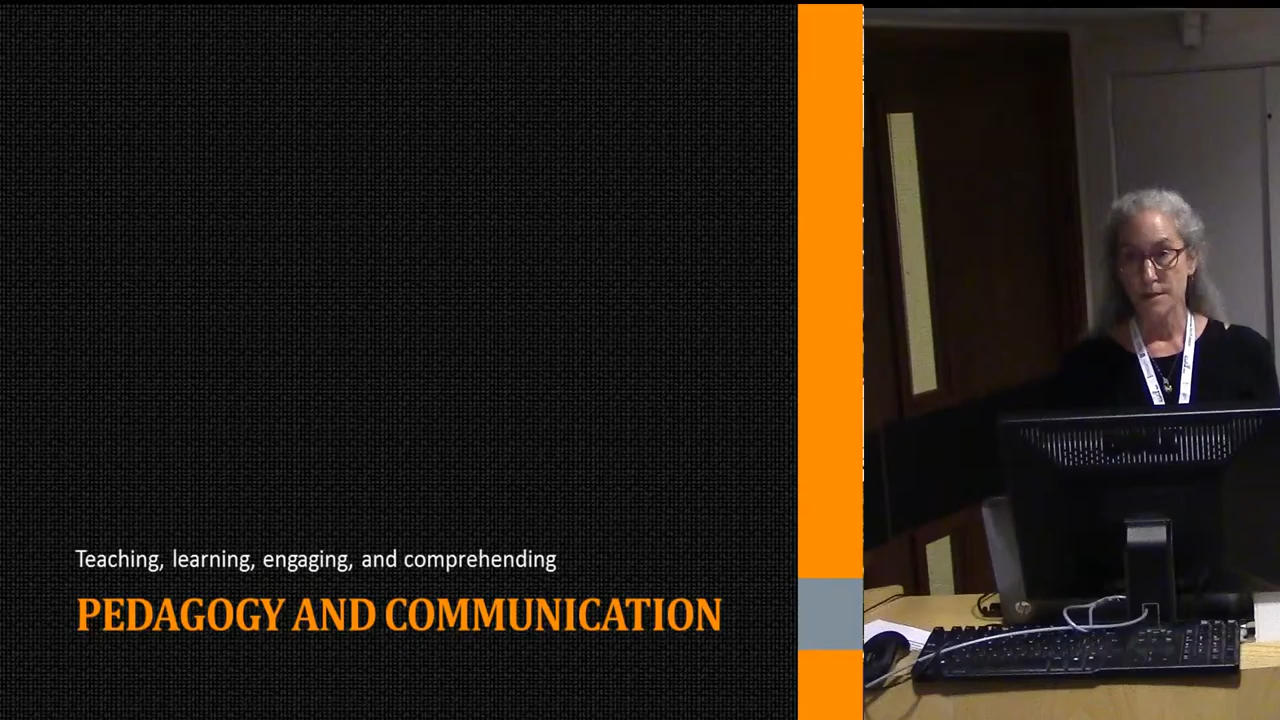 Teaching, learning, engaging, and comprehending
PEDAGOGY AND COMMUNICATION